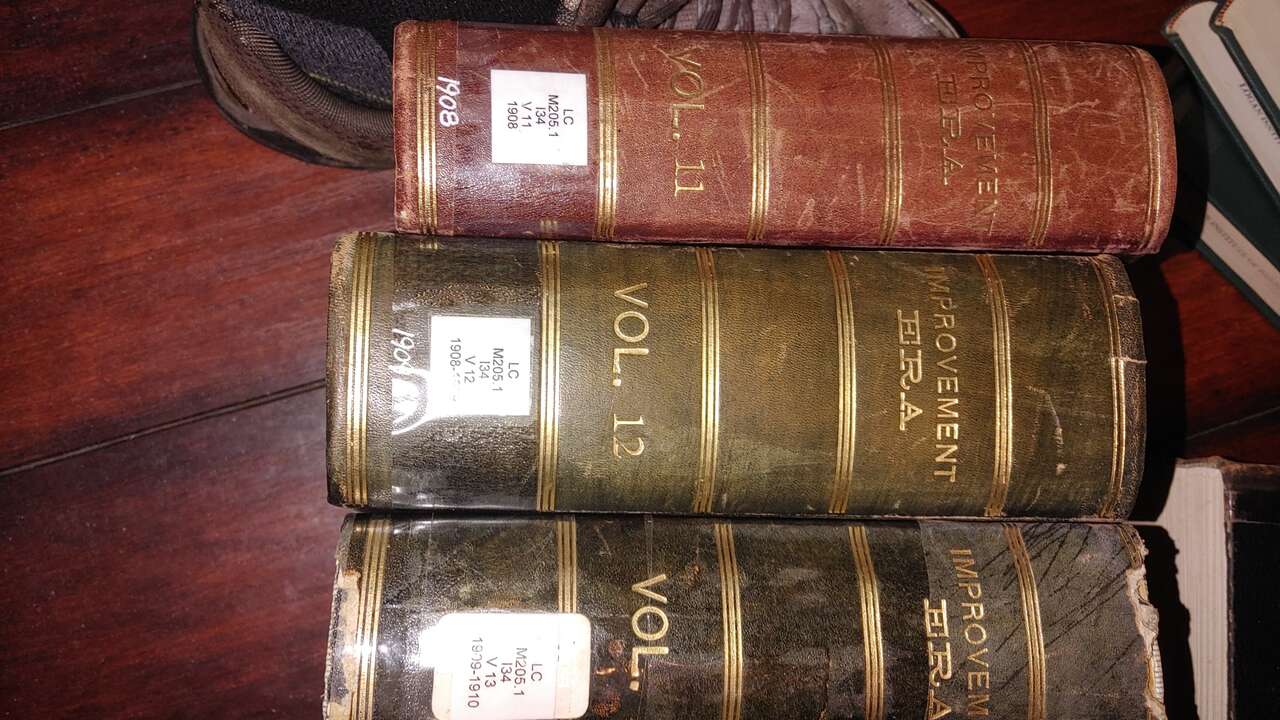 IMPROVEMENT
ERA
VOL. 11
LC
M205.1
I34
V 11
1908
1908
IMPROVEMENT
ERA
VOL. 12
LC
M205.1
I34
V 12
1908-
IMPROVEM
ERA
VOL.
LC
M205.1
I34
V 13
1909-1910